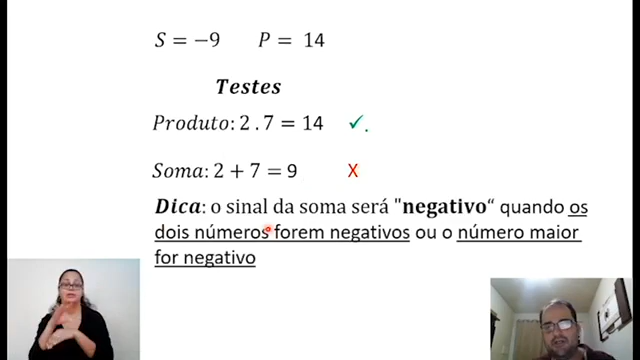 S = −9 P = 14
Testes
Produto: 2 . 7 = 14 ✓.
Soma: 2 + 7 = 9 X
Dica: o sinal da soma será "negativo“ quando os
dois números forem negativos ou o número maior
for negativo